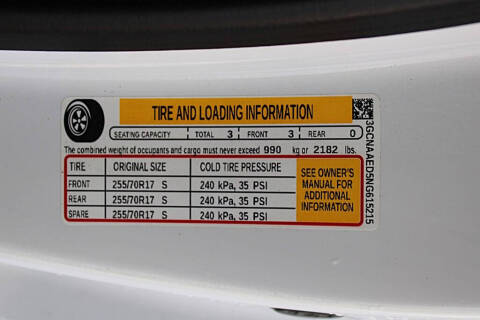 TIRE AND LOADING INFORMATION
SEATING CAPACITY TOTAL 3 FRONT 3 REAR 0
The combined weight of occupants and cargo must never exceed 990 kg or 2182 lbs.
TIRE ORIGINAL SIZE COLD TIRE PRESSURE
FRONT 255/70R17 S 240 kPa, 35 PSI
REAR 255/70R17 S 240 kPa, 35 PSI
SPARE 255/70R17 S 240 kPa, 35 PSI
SEE OWNER'S
MANUAL FOR
ADDITIONAL
INFORMATION
3GCNAAED5NG615215